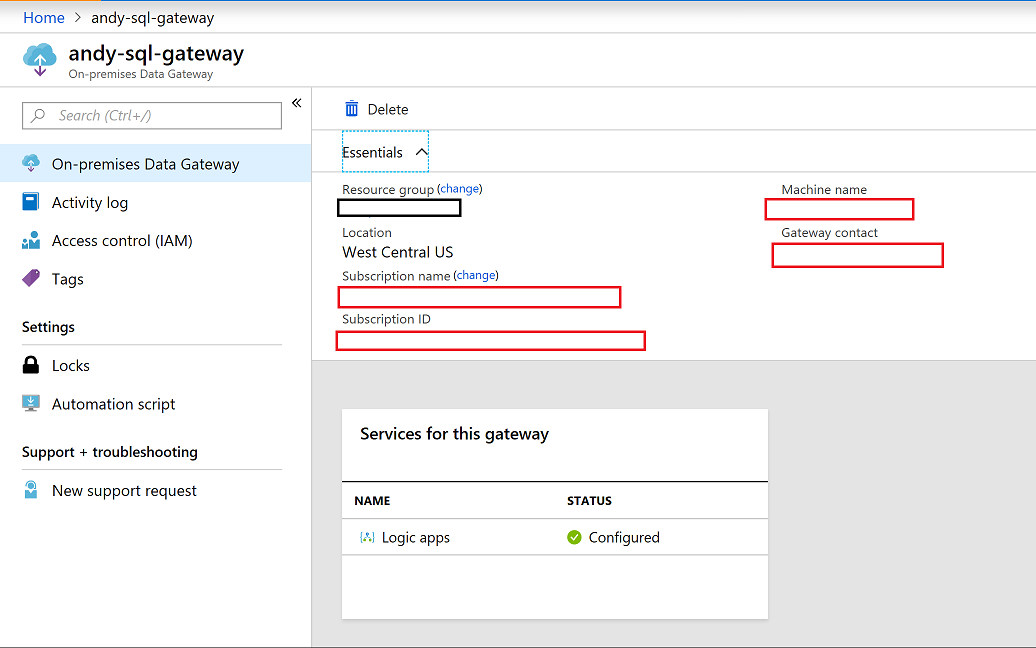 Home > andy-sql-gateway
andy-sql-gateway
On-premises Data Gateway
Search (Ctrl+/)
«
On-premises Data Gateway
Activity log
Access control (IAM)
Tags
Settings
Locks
Automation script
Support + troubleshooting
New support request
Delete
Essentials
Resource group (change)
Location
West Central US
Subscription name (change)
Subscription ID
Machine name
Gateway contact
Services for this gateway
NAME STATUS
Logic apps Configured